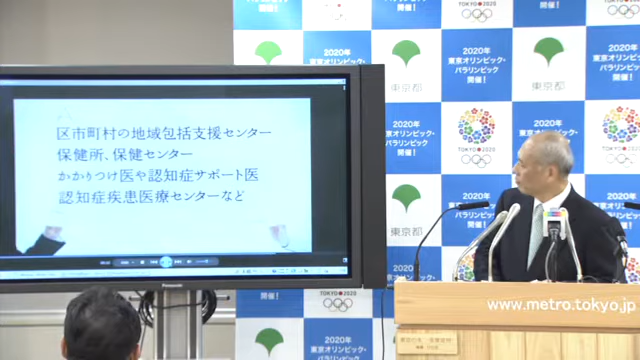 区市町村の地域包括支援センター
保健所、保健センター
かかりつけ医や認知症サポート医
認知症疾患医療センターなど
Panasonic
2020年
東京オリンピック・
パラリンピック
開催！
東京都
TOKYO 2020
www.metro.tokyo.jp